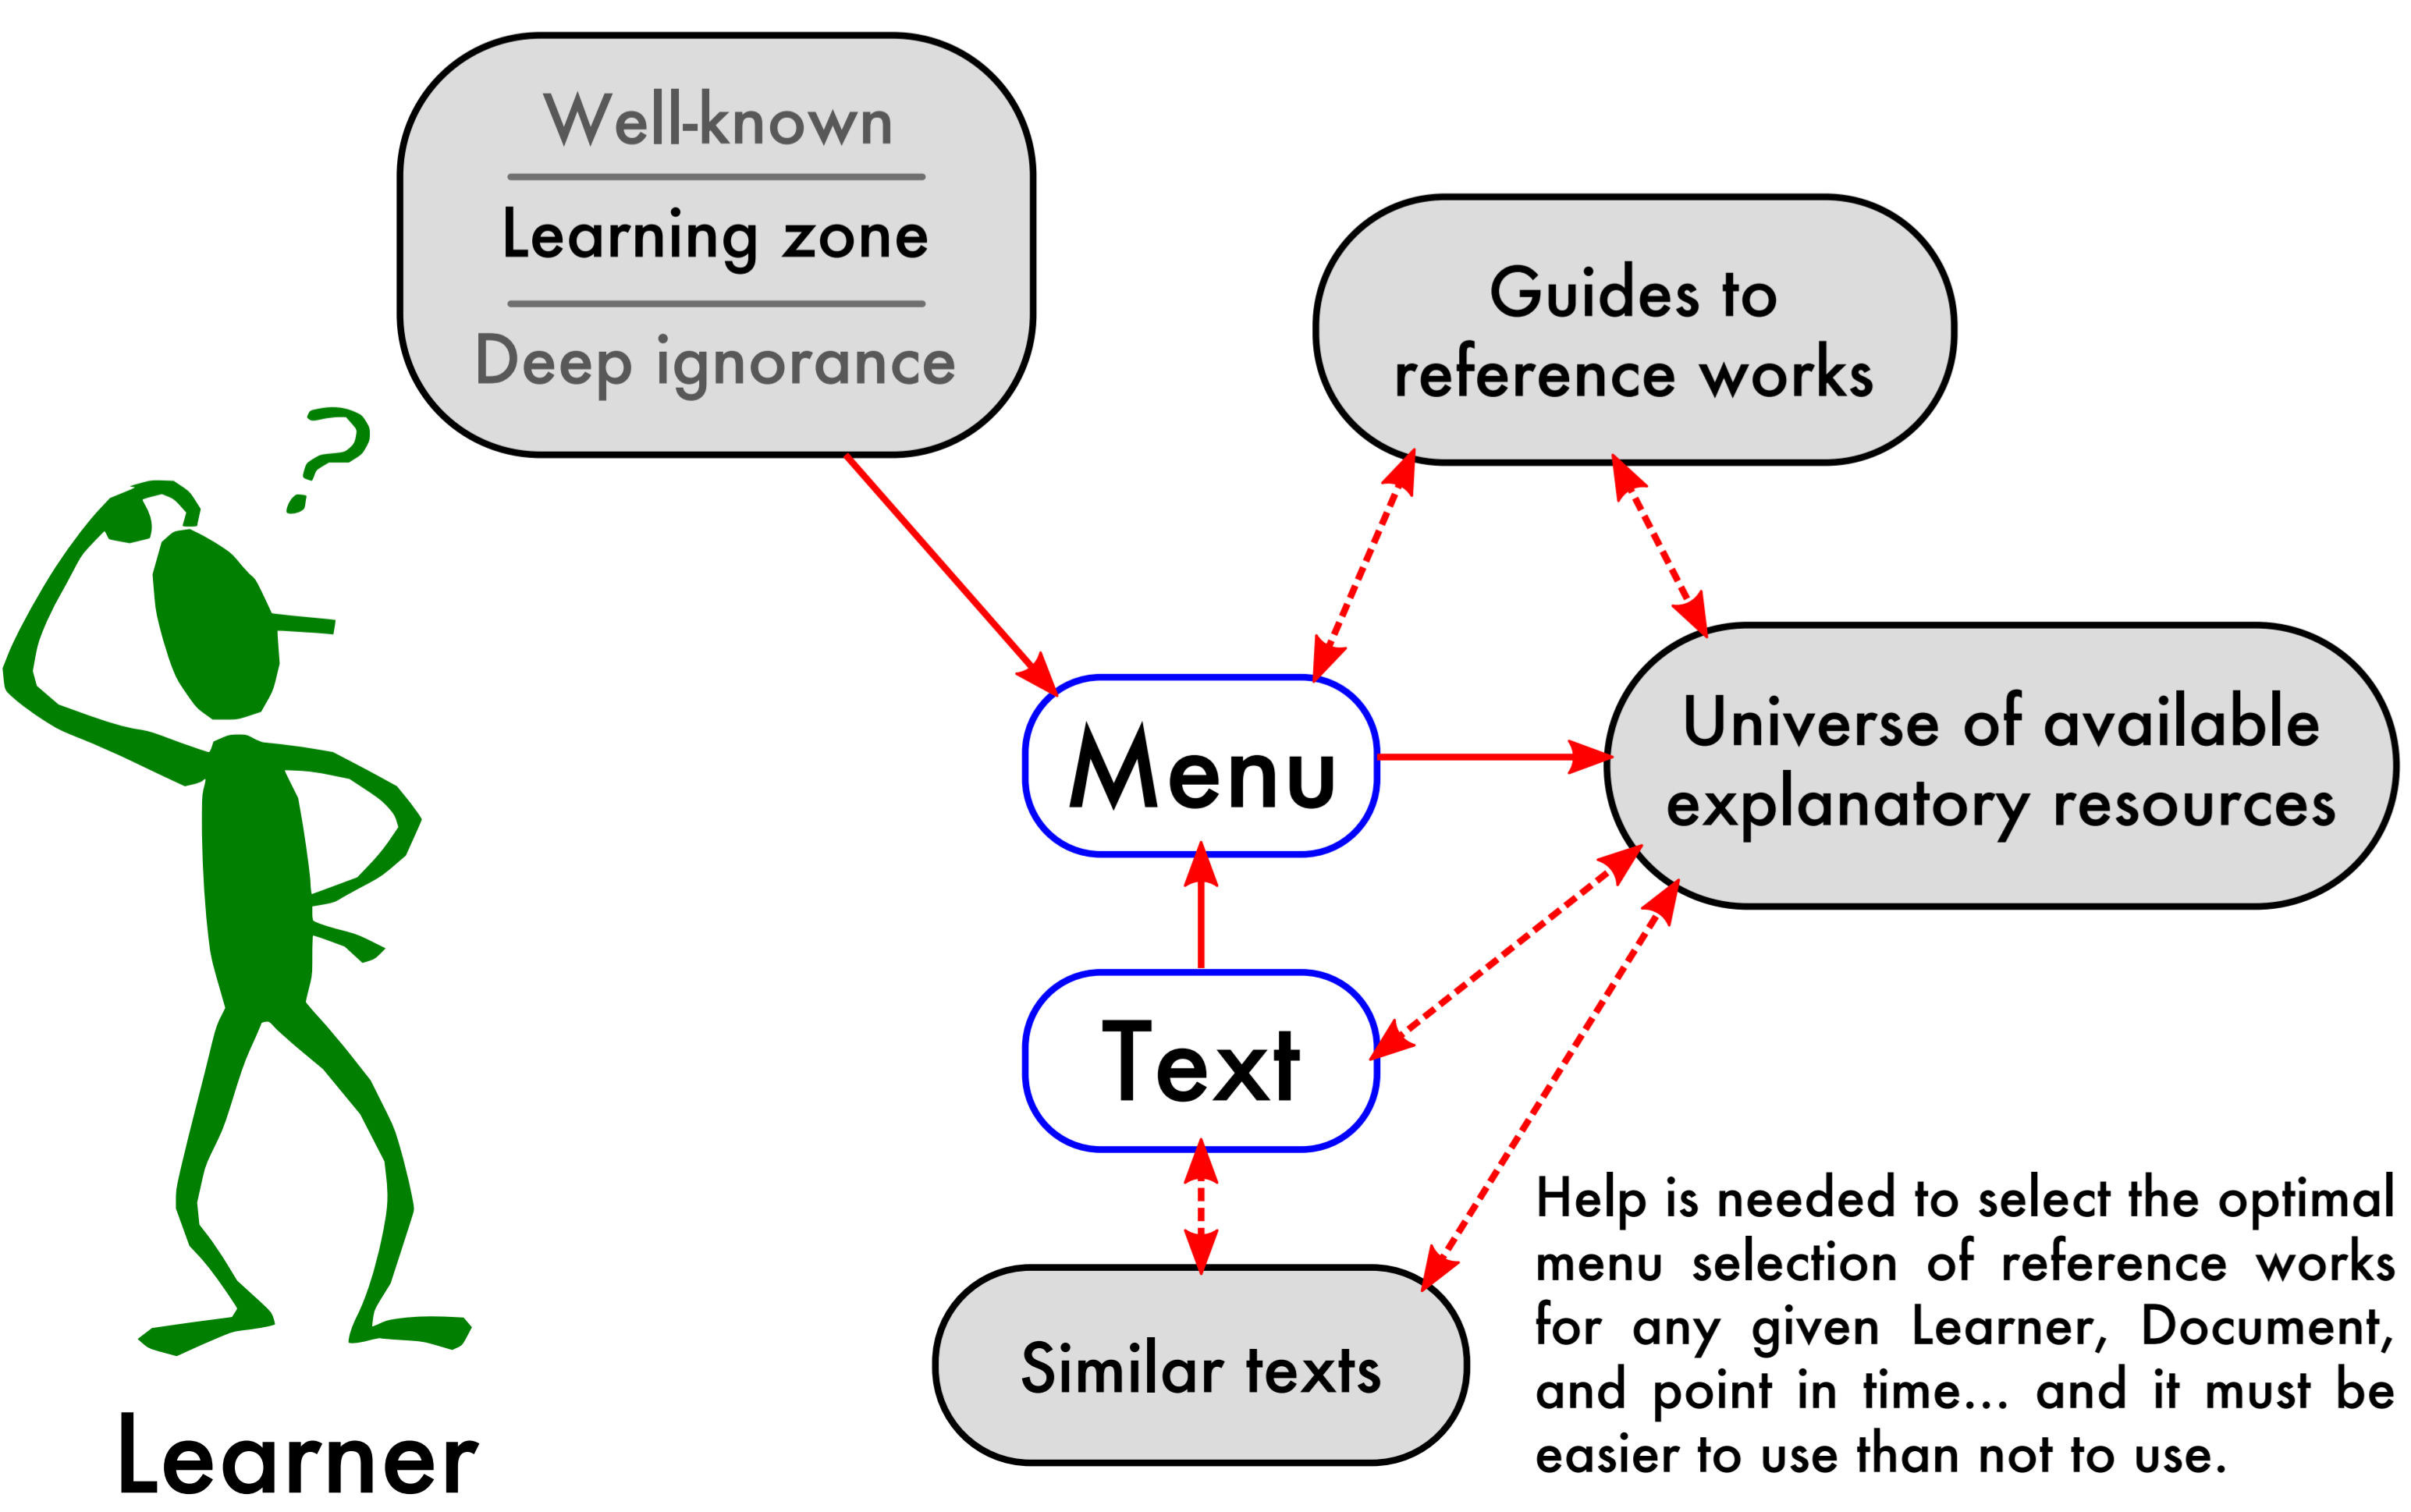 Well-known
Learning zone
Deep ignorance
Guides to
reference works
?
Menu
Universe of available
explanatory resources
Text
Similar texts
Help is needed to select the optimal
menu selection of reference works
for any given Learner, Document,
and point in time... and it must be
easier to use than not to use.
Learner